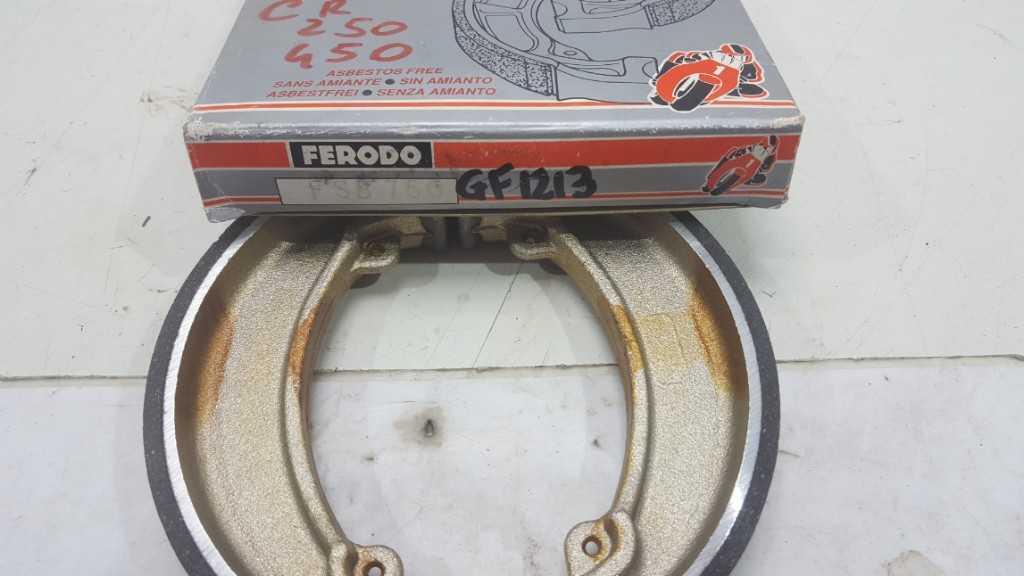 CR
250
450
ASBESTOS FREE
SANS AMIANTE ● SIN AMIANTO
ASBESTFREI ● SENZA AMIANTO
FERODO
GF1213